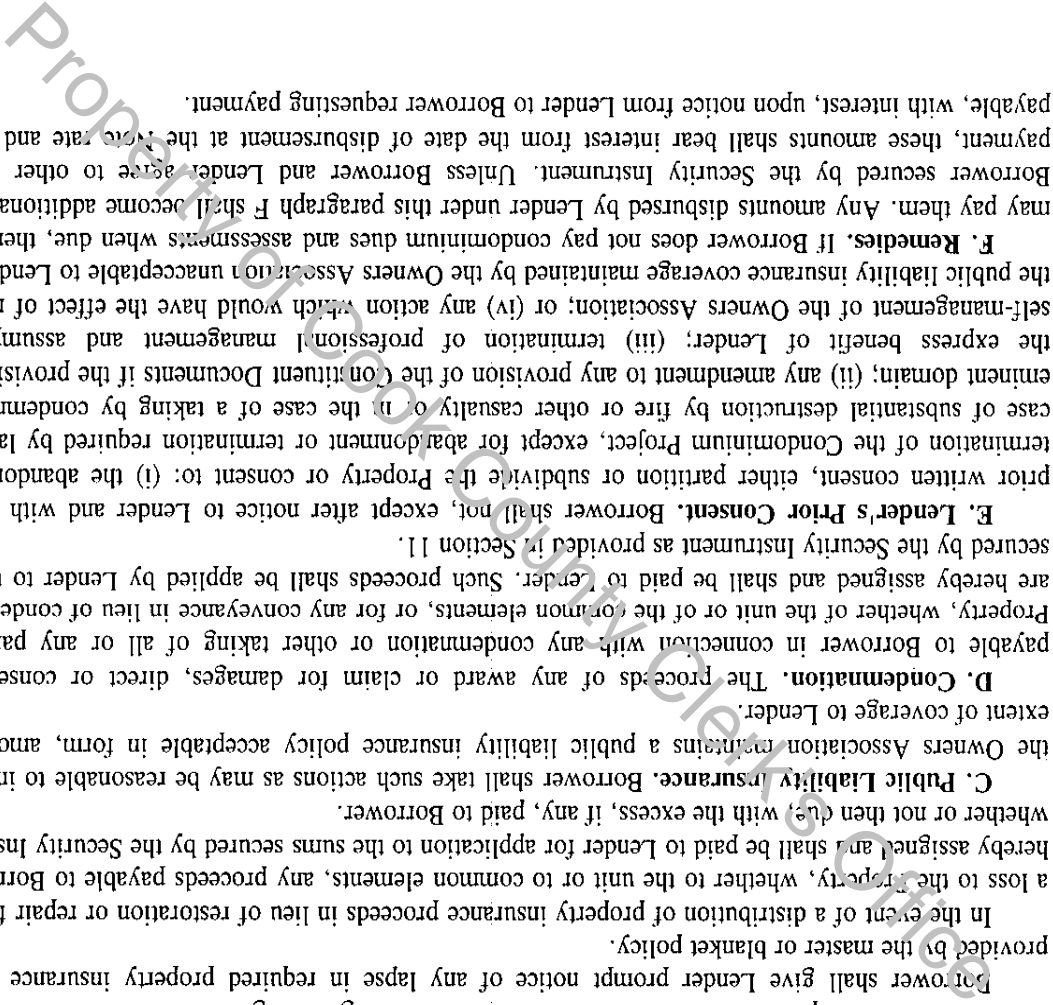 Borrower shall give Lender prompt notice of any lapse in required property insurance
provided by the master or blanket policy.
In the event of a distribution of property insurance proceeds in lieu of restoration or repair f
a loss to the Property, whether to the unit or to common elements, any proceeds payable to Borr
hereby assigned and shall be paid to Lender for application to the sums secured by the Security Ins
whether or not then due, with the excess, if any, paid to Borrower.
C. Public Liability Insurance. Borrower shall take such actions as may be reasonable to in
the Owners Association maintains a public liability insurance policy acceptable in form, amo
extent of coverage to Lender.
D. Condemnation. The proceeds of any award or claim for damages, direct or conse
payable to Borrower in connection with any condemnation or other taking of all or any pa
Property, whether of the unit or of the common elements, or for any conveyance in lieu of conde
are hereby assigned and shall be paid to Lender. Such proceeds shall be applied by Lender to
secured by the Security Instrument as provided in Section 11.
E. Lender's Prior Consent. Borrower shall not, except after notice to Lender and with
prior written consent, either partition or subdivide the Property or consent to: (i) the abandon
termination of the Condominium Project, except for abandonment or termination required by la
case of substantial destruction by fire or other casualty or in the case of a taking by condemn
eminent domain; (ii) any amendment to any provision of the Constituent Documents if the provisi
the express benefit of Lender; (iii) termination of professional management and assum
self-management of the Owners Association; or (iv) any action which would have the effect of
the public liability insurance coverage maintained by the Owners Association unacceptable to Lend
F. Remedies. If Borrower does not pay condominium dues and assessments when due, then
may pay them. Any amounts disbursed by Lender under this paragraph F shall become additiona
Borrower secured by the Security Instrument. Unless Borrower and Lender agree to other
payment, these amounts shall bear interest from the date of disbursement at the Note rate and
payable, with interest, upon notice from Lender to Borrower requesting payment.
Property of Cook County Clerk's Office